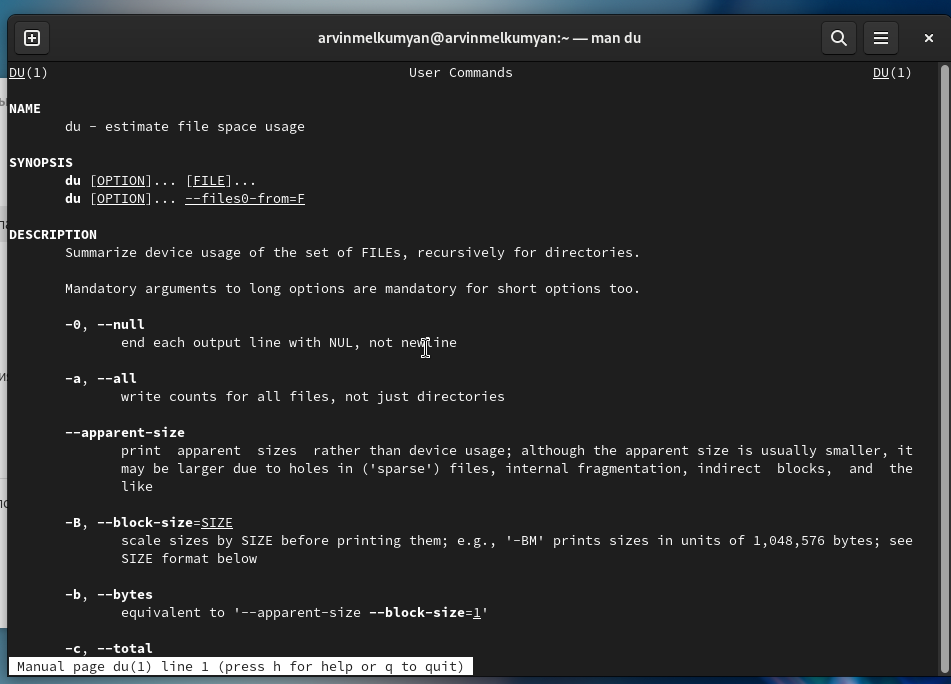 arvinmelkumyan@arvinmelkumyan:~ — man du
DU(1) User Commands DU(1)
NAME
du - estimate file space usage
SYNOPSIS
du [OPTION]... [FILE]...
du [OPTION]... --files0-from=F
DESCRIPTION
Summarize device usage of the set of FILEs, recursively for directories.
Mandatory arguments to long options are mandatory for short options too.
-0, --null
end each output line with NUL, not newline
-a, --all
write counts for all files, not just directories
--apparent-size
print apparent sizes rather than device usage; although the apparent size is usually smaller, it
may be larger due to holes in ('sparse') files, internal fragmentation, indirect blocks, and the
like
-B, --block-size=SIZE
scale sizes by SIZE before printing them; e.g., '-BM' prints sizes in units of 1,048,576 bytes; see
SIZE format below
-b, --bytes
equivalent to '--apparent-size --block-size=1'
-c, --total
Manual page du(1) line 1 (press h for help or q to quit)